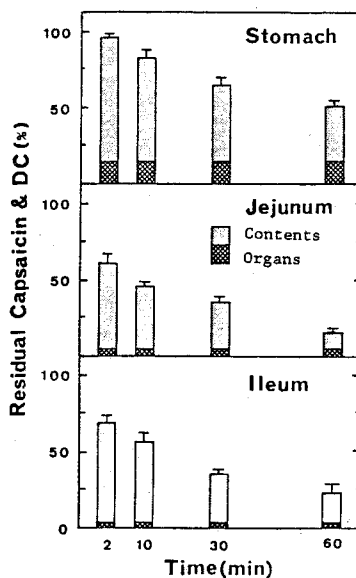 Residual Capsaicin & DC(%)
100
50
Stomach
Jejunum
Contents
Organs
50
0
Ileum
100
50
0
2 10 30 60
Time(min)